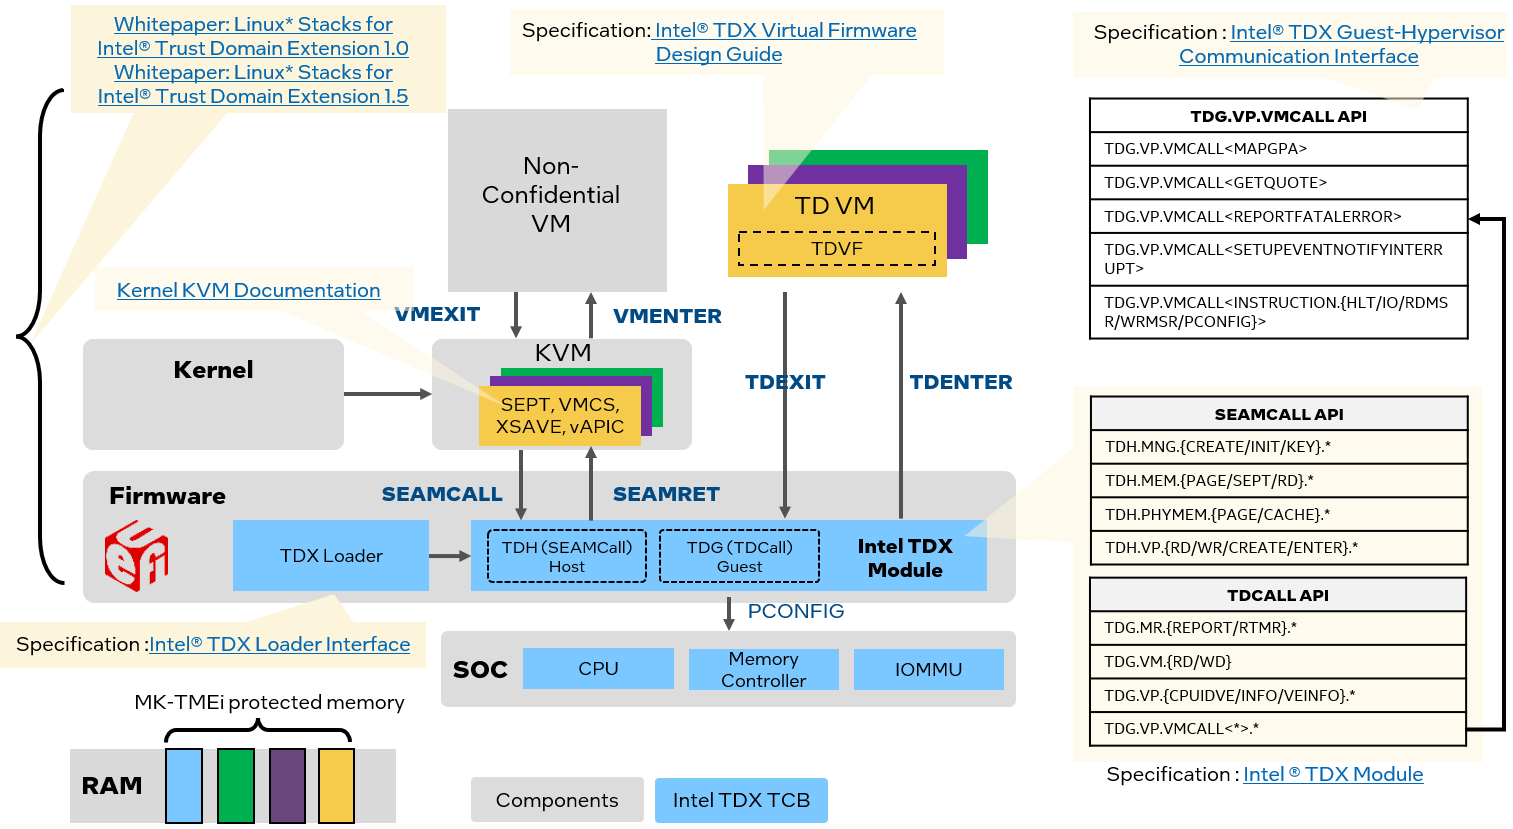 Whitepaper: Linux* Stacks for
Intel® Trust Domain Extension 1.0
Whitepaper: Linux* Stacks for
Intel® Trust Domain Extension 1.5
Specification: Intel® TDX Virtual Firmware
Design Guide
Specification : Intel® TDX Guest-Hypervisor
Communication Interface
Non-
Confidential
VM
TD VM
TDVF
Kernel KVM Documentation
VMEXIT
VMENTER
Kernel
KVM
SEPT, VMCS,
XSAVE, vAPIC
TDEXIT
TDENTER
Firmware
SEAMCALL
SEAMRET
UEFI
TDX Loader
TDH (SEAMCall)
Host
TDG (TDCall)
Guest
Intel TDX
Module
Specification :Intel® TDX Loader Interface
PCONFIG
SOC
CPU
Memory
Controller
IOMMU
MK-TMEi protected memory
RAM
Components
Intel TDX TCB
TDG.VP.VMCALL API
TDG.VP.VMCALL<MAPGPA>
TDG.VP.VMCALL<GETQUOTE>
TDG.VP.VMCALL<REPORTFATALERROR>
TDG.VP.VMCALL<SETUPEVENTNOTIFYINTERR
UPT>
TDG.VP.VMCALL<INSTRUCTION.{HLT/IO/RDMS
R/WRMSR/PCONFIG}>
SEAMCALL API
TDH.MNG.{CREATE/INIT/KEY}.*
TDH.MEM.{PAGE/SEPT/RD}.*
TDH.PHYMEM.{PAGE/CACHE}.*
TDH.VP.{RD/WR/CREATE/ENTER}.*
TDCALL API
TDG.MR.{REPORT/RTMR}.*
TDG.VM.{RD/WD}
TDG.VP.{CPUIDVE/INFO/VEINFO}.*
TDG.VP.VMCALL<*>.*
Specification : Intel ® TDX Module